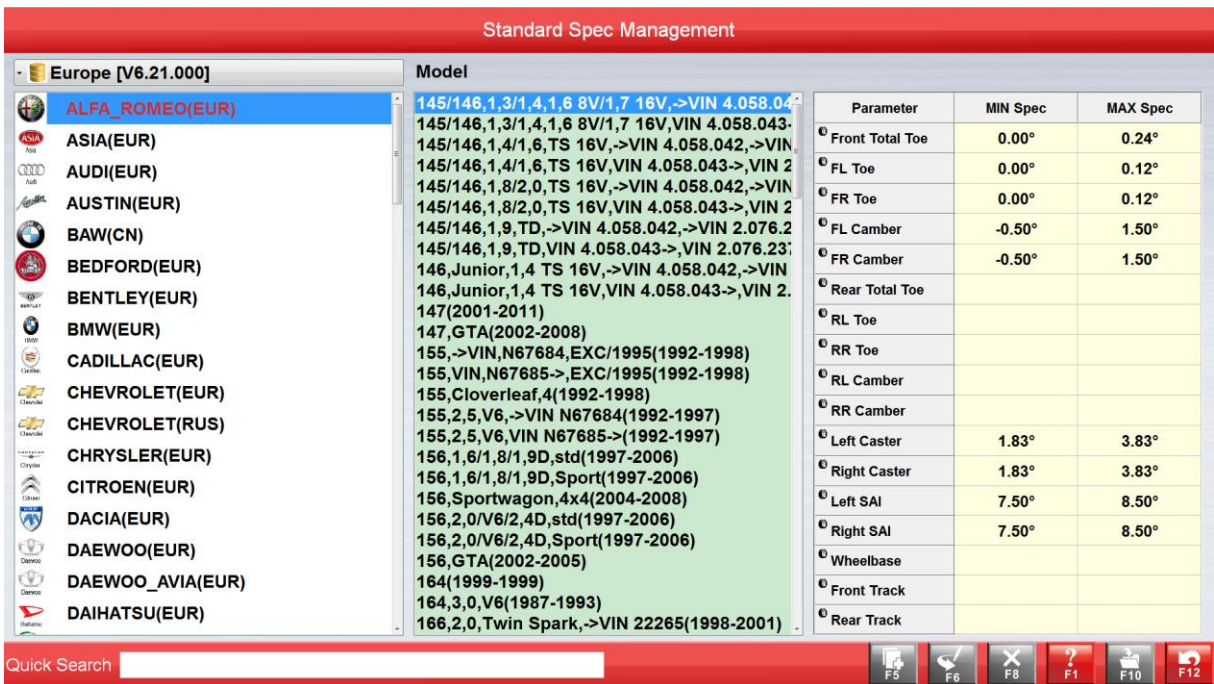 Standard Spec Management
Europe [V6.21.000]
ALFA_ROMEO(EUR)
ASIA(EUR)
AUDI(EUR)
AUSTIN(EUR)
BAW(CN)
BEDFORD(EUR)
BENTLEY(EUR)
BMW(EUR)
CADILLAC(EUR)
CHEVROLET(EUR)
CHEVROLET(RUS)
CHRYSLER(EUR)
CITROEN(EUR)
DACIA(EUR)
DAEWOO(EUR)
DAEWOO_AVIA(EUR)
DAIHATSU(EUR)
Model
145/146,1,3/1,4,1,6 8V/1,7 16V,->VIN 4.058.04
145/146,1,3/1,4,1,6 8V/1,7 16V,VIN 4.058.043-
145/146,1,4/1,6,TS 16V,->VIN 4.058.042,->VIN
145/146,1,4/1,6,TS 16V,VIN 4.058.043->,VIN 2
145/146,1,8/2,0,TS 16V,->VIN 4.058.042,->VIN
145/146,1,8/2,0,TS 16V,VIN 4.058.043->,VIN 2
145/146,1,9,TD,->VIN 4.058.042,->VIN 2.076.2
145/146,1,9,TD,VIN 4.058.043->,VIN 2.076.237
146,Junior,1,4 TS 16V,->VIN 4.058.042,->VIN
146,Junior,1,4 TS 16V,VIN 4.058.043->,VIN 2.
147(2001-2011)
147,GTA(2002-2008)
155,->VIN,N67684,EXC/1995(1992-1998)
155,VIN,N67685->,EXC/1995(1992-1998)
155,Cloverleaf,4(1992-1998)
155,2,5,V6,->VIN N67684(1992-1997)
155,2,5,V6,VIN N67685->(1992-1997)
156,1,6/1,8/1,9D,std(1997-2006)
156,1,6/1,8/1,9D,Sport(1997-2006)
156,Sportwagon,4x4(2004-2008)
156,2,0/V6/2,4D,std(1997-2006)
156,2,0/V6/2,4D,Sport(1997-2006)
156,GTA(2002-2005)
164(1999-1999)
164,3,0,V6(1987-1993)
166,2,0,Twin Spark,->VIN 22265(1998-2001)
Parameter MIN Spec MAX Spec
Front Total Toe 0.00° 0.24°
FL Toe 0.00° 0.12°
FR Toe 0.00° 0.12°
FL Camber -0.50° 1.50°
FR Camber -0.50° 1.50°
Rear Total Toe
RL Toe
RR Toe
RL Camber
RR Camber
Left Caster 1.83° 3.83°
Right Caster 1.83° 3.83°
Left SAI 7.50° 8.50°
Right SAI 7.50° 8.50°
Wheelbase
Front Track
Rear Track
Quick Search
F5 F6 F8 F1 F10 F12